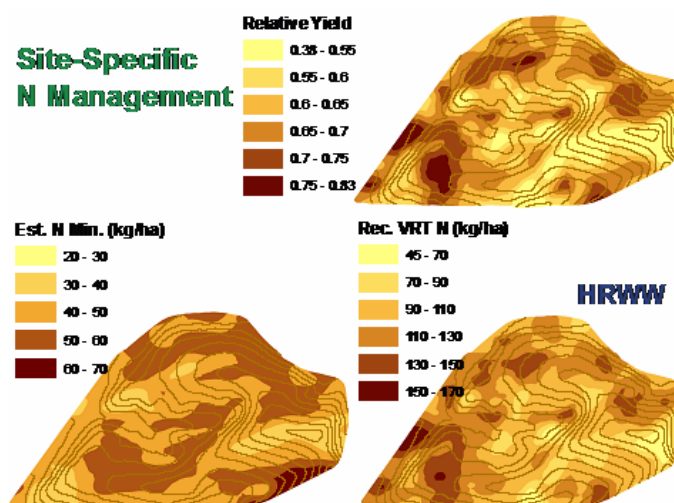 Site-Specific
N Management
Relative Yield
0.38 - 0.55
0.55 - 0.6
0.6 - 0.65
0.65 - 0.7
0.7 - 0.75
0.75 - 0.83
Est. N Min. (kg/ha)
20 - 30
30 - 40
40 - 50
50 - 60
60 - 70
Rec. VRT N (kg/ha)
45 - 70
70 - 90
90 - 110
110 - 130
130 - 150
150 - 170
HRWW